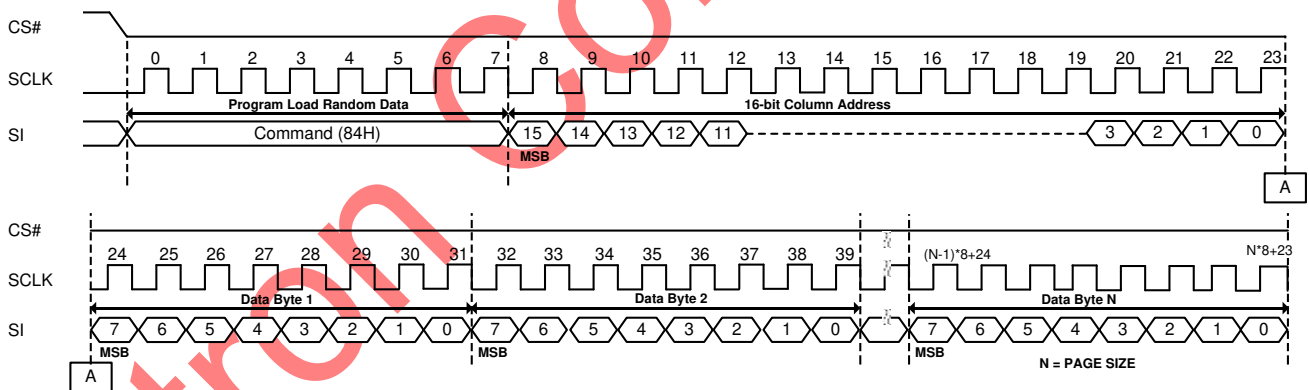 CS#
0 1 2 3 4 5 6 7 8 9 10 11 12 13 14 15 16 17 18 19 20 21 22 23
SCLK
Program Load Random Data 16-bit Column Address
SI Command (84H) 15 14 13 12 11 3 2 1 0
MSB
A
CS#
24 25 26 27 28 29 30 31 32 33 34 35 36 37 38 39 (N-1)*8+24 N*8+23
SCLK
Data Byte 1 Data Byte 2 Data Byte N
SI 7 6 5 4 3 2 1 0 7 6 5 4 3 2 1 0 7 6 5 4 3 2 1 0
MSB MSB MSB
N = PAGE SIZE
A